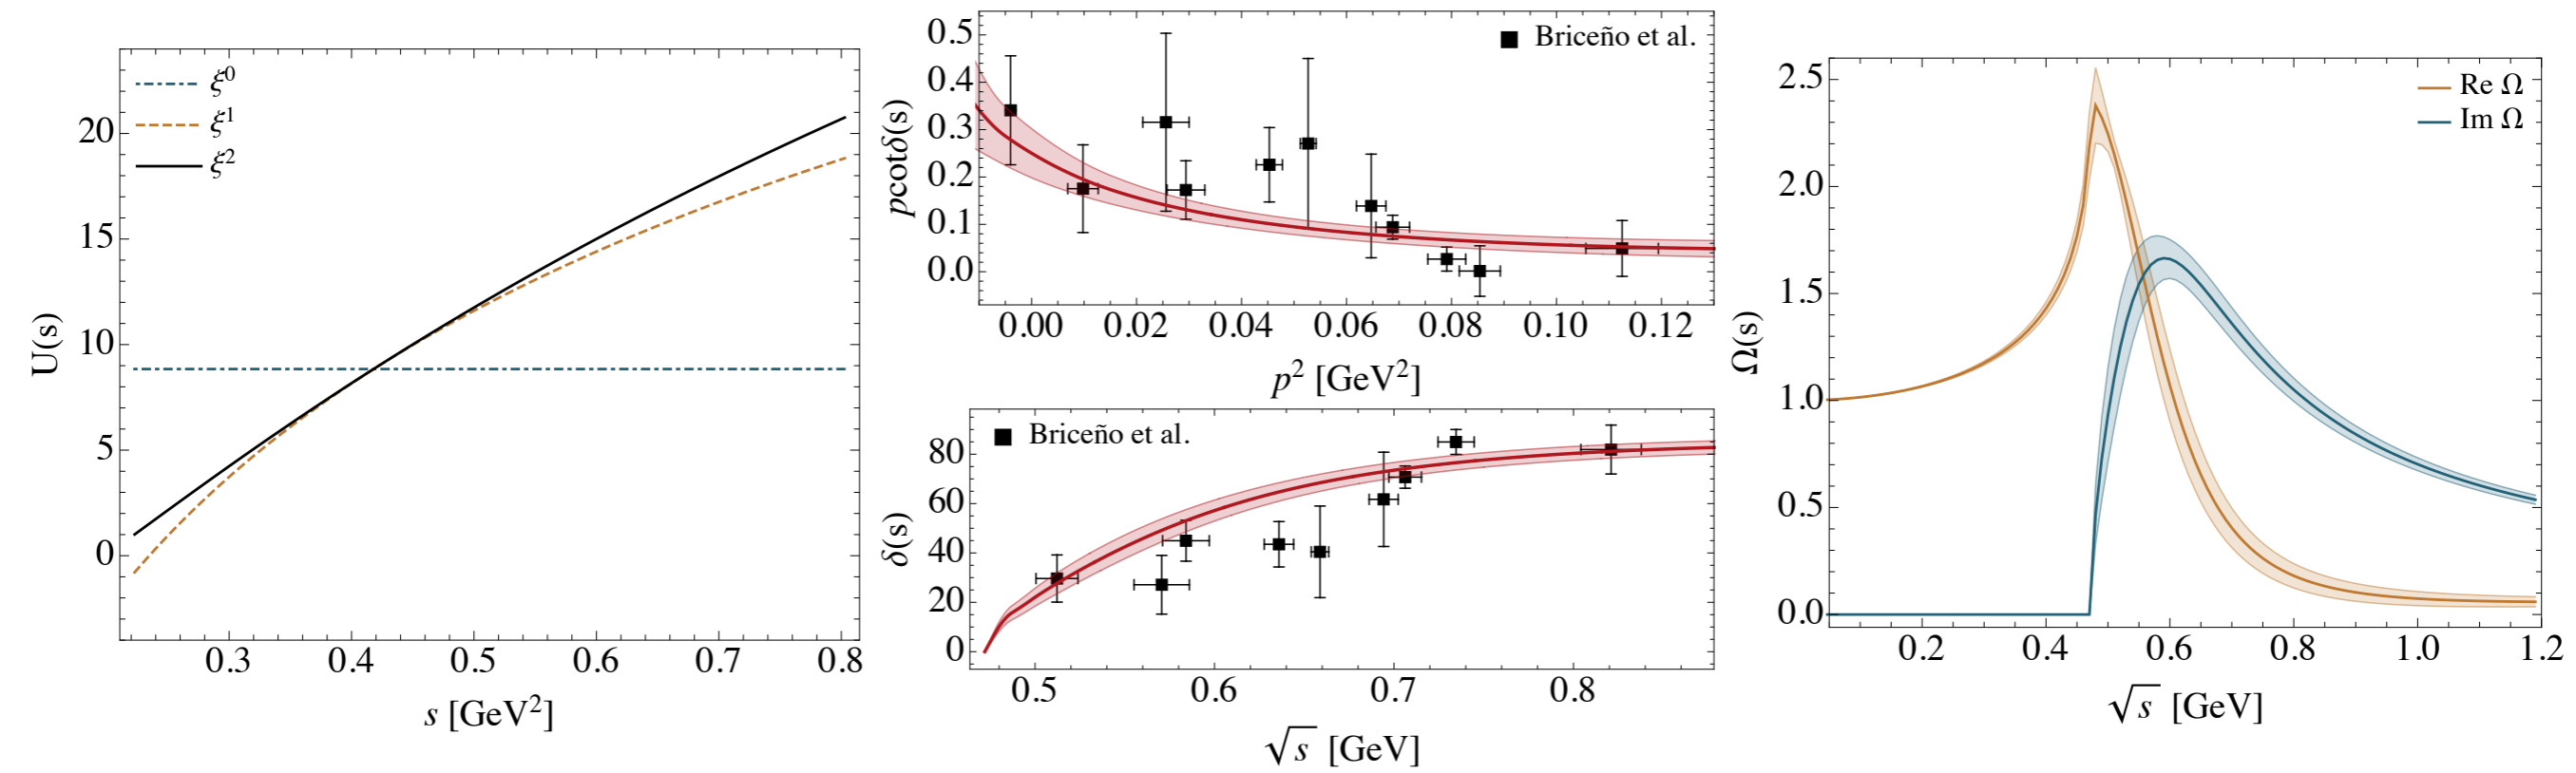 ξ⁰
ξ¹
ξ²
20
15
10
5
0
U(s)
0.3 0.4 0.5 0.6 0.7 0.8
s [GeV²]
Briceño et al.
0.5
0.4
0.3
0.2
0.1
0.0
pcotδ(s)
0.00 0.02 0.04 0.06 0.08 0.10 0.12
p² [GeV²]
Briceño et al.
80
60
40
20
0
δ(s)
0.5 0.6 0.7 0.8
√s [GeV]
Re Ω
Im Ω
2.5
2.0
1.5
1.0
0.5
0.0
Ω(s)
0.2 0.4 0.6 0.8 1.0 1.2
√s [GeV]